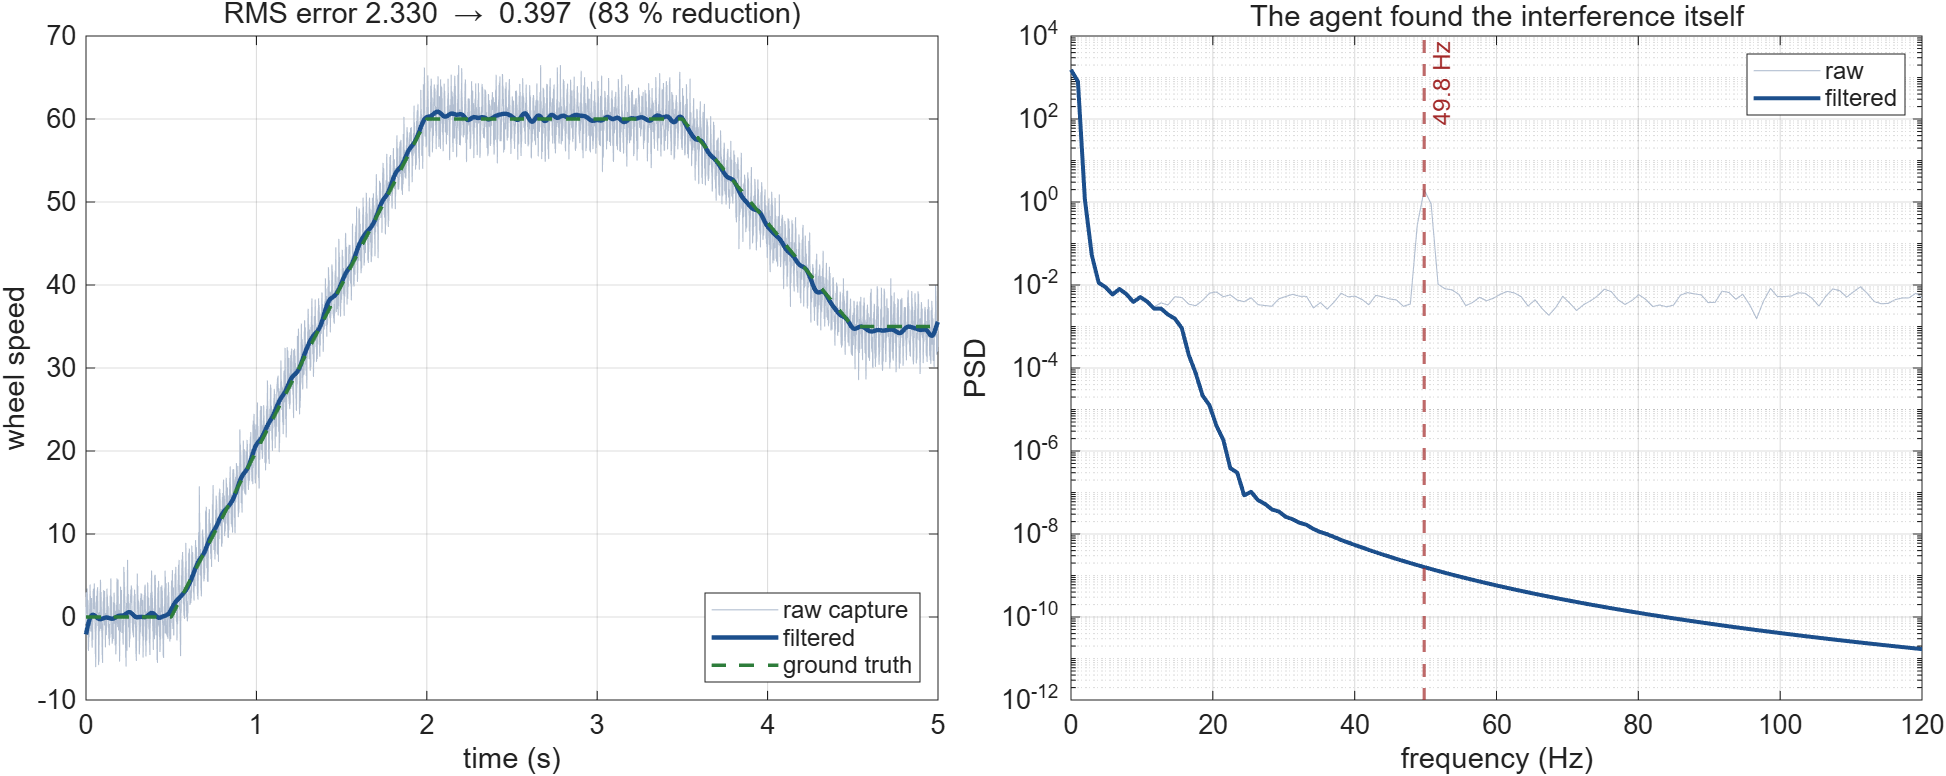 RMS error 2.330 → 0.397 (83 % reduction)
70
60
50
40
30
20
10
0
-10
wheel speed
raw capture
filtered
ground truth
0 1 2 3 4 5
time (s)
The agent found the interference itself
10^4
10^2
10^0
10^-2
10^-4
10^-6
10^-8
10^-10
10^-12
PSD
49.8 Hz
raw
filtered
0 20 40 60 80 100 120
frequency (Hz)